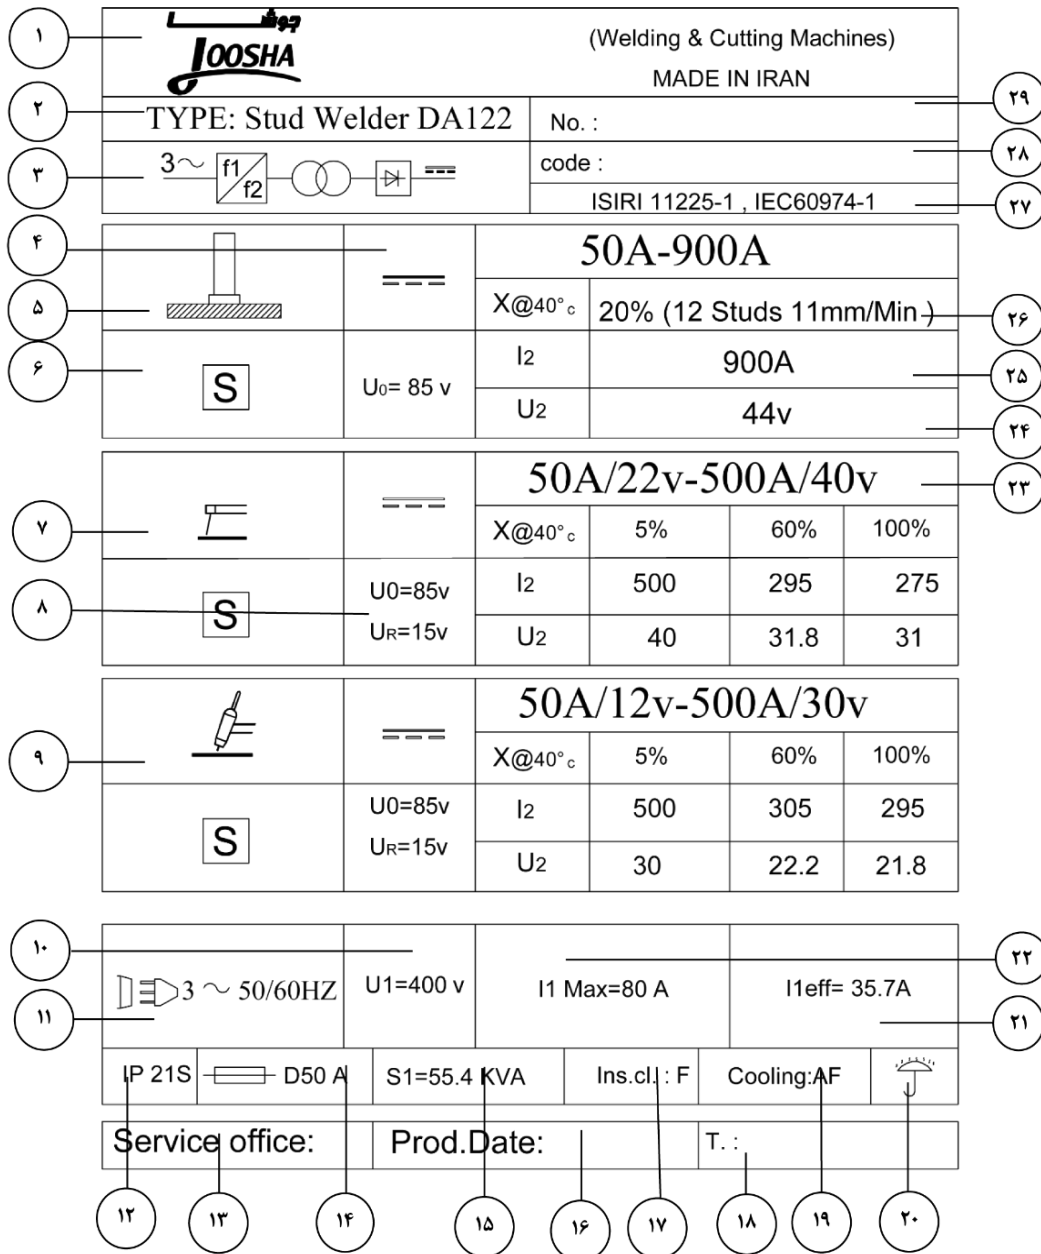 ۱
جوشا
JOOSHA
(Welding & Cutting Machines)
MADE IN IRAN
۲
TYPE: Stud Welder DA122
No. :
۲۹
۳
3~ f1 f2
code :
۲۸
ISIRI 11225-1 , IEC60974-1
۲۷
۴
50A-900A
۵
X@40°c
20% (12 Studs 11mm/Min )
۲۶
۶
S
U0= 85 v
I2
900A
۲۵
U2
44v
۲۴
50A/22v-500A/40v
۲۳
۷
X@40°c
5%
60%
100%
۸
S
U0=85v
UR=15v
I2
500
295
275
U2
40
31.8
31
50A/12v-500A/30v
۹
X@40°c
5%
60%
100%
S
U0=85v
UR=15v
I2
500
305
295
U2
30
22.2
21.8
۱۰
۲۲
3 ~ 50/60HZ
U1=400 v
I1 Max=80 A
I1eff= 35.7A
۱۱
۲۱
IP 21S
D50 A
S1=55.4 KVA
Ins.cl. : F
Cooling:AF
Service office:
Prod.Date:
T. :
۱۲
۱۳
۱۴
۱۵
۱۶
۱۷
۱۸
۱۹
۲۰